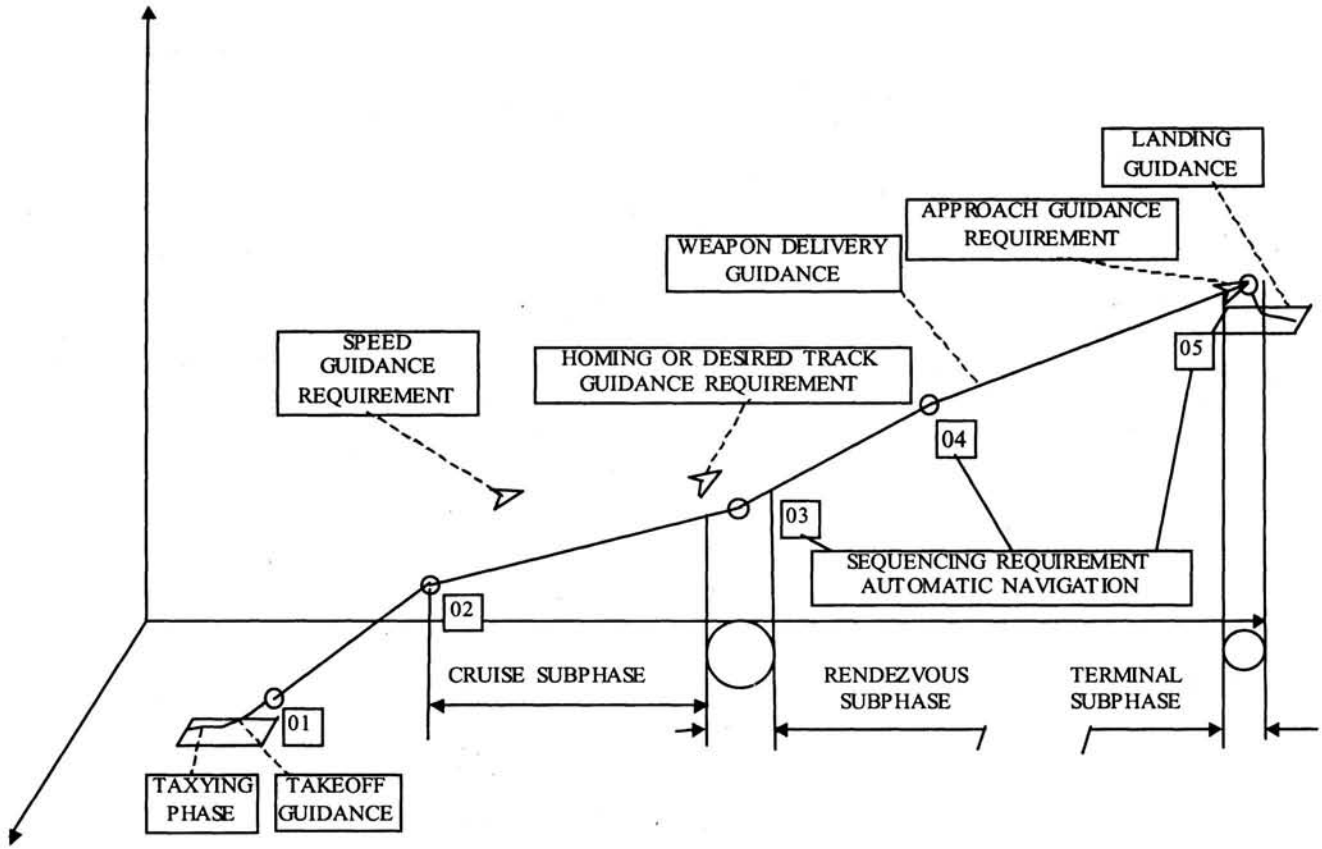 LANDING
GUIDANCE
APPROACH GUIDANCE
REQUIREMENT
WEAPON DELIVERY
GUIDANCE
SPEED
GUIDANCE
REQUIREMENT
HOMING OR DESIRED TRACK
GUIDANCE REQUIREMENT
05
04
03
SEQUENCING REQUIREMENT
AUTOMATIC NAVIGATION
02
CRUISE SUBPHASE
RENDEZVOUS
SUBPHASE
TERMINAL
SUBPHASE
01
TAXYING
PHASE
TAKEOFF
GUIDANCE